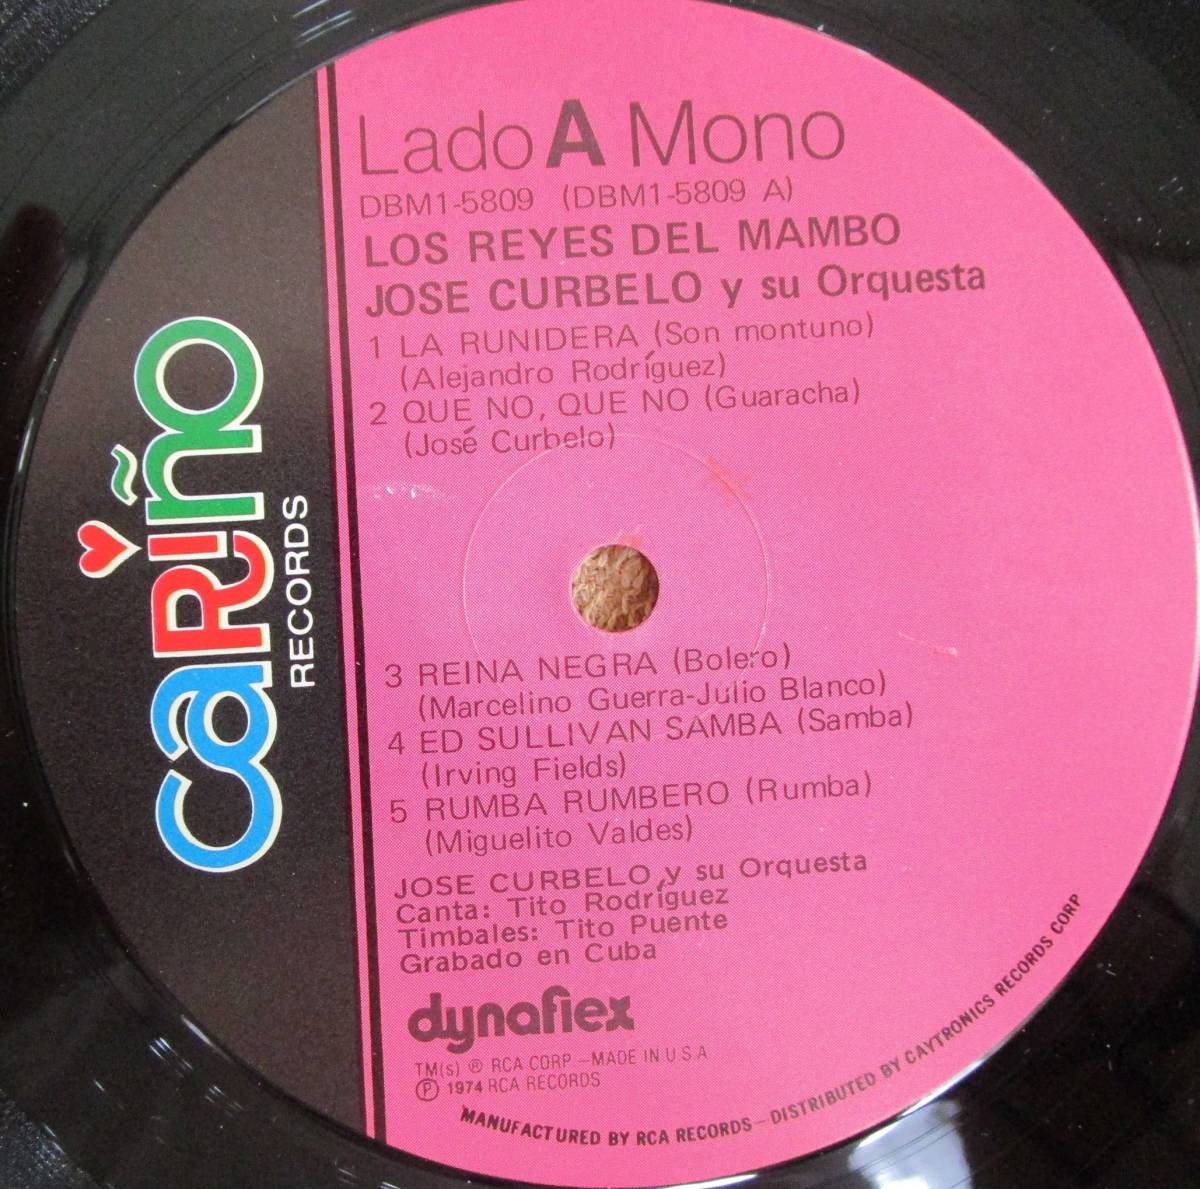 Lado A Mono
DBM1-5809 (DBM1-5809 A)
LOS REYES DEL MAMBO
JOSE CURBELO y su Orquesta
1 LA RUNIDERA (Son montuno)
(Alejandro Rodríguez)
2 QUE NO, QUE NO (Guaracha)
(José Curbelo)
3 REINA NEGRA (Bolero)
(Marcelino Guerra-Julio Blanco)
4 ED SULLIVAN SAMBA (Samba)
(Irving Fields)
5 RUMBA RUMBERO (Rumba)
(Miguelito Valdes)
JOSE CURBELO y su Orquesta
Canta: Tito Rodríguez
Timbales: Tito Puente
Grabado en Cuba
dynaflex
TM(s) ® RCA CORP – MADE IN U.S.A
℗ 1974 RCA RECORDS
MANUFACTURED BY RCA RECORDS – DISTRIBUTED BY CAYTRONICS RECORDS CORP
CARIÑO
RECORDS